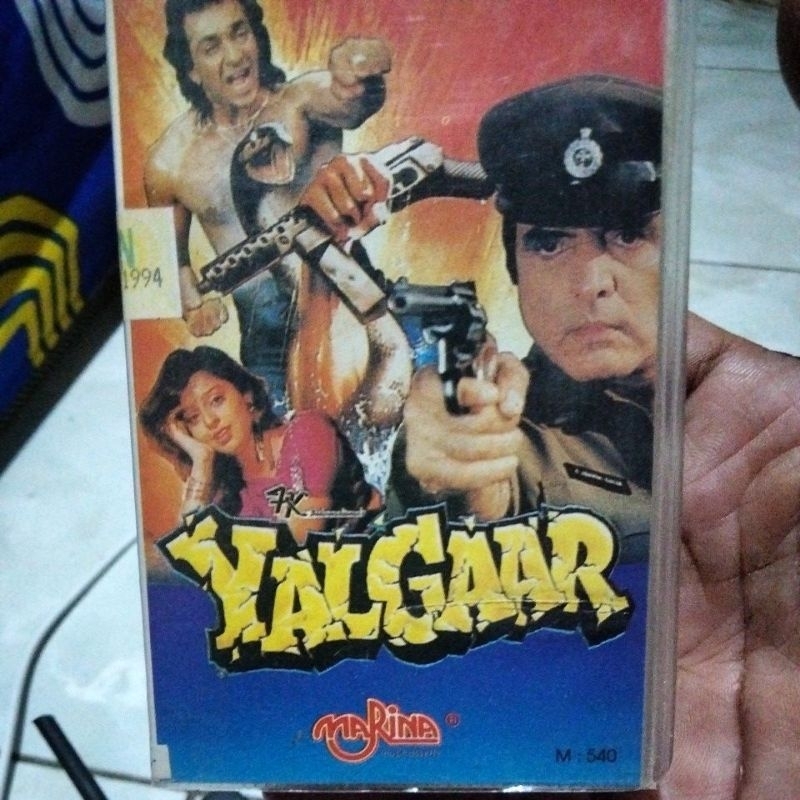 N
1994
FK
YALGAAR
MARINA ®
M : 540